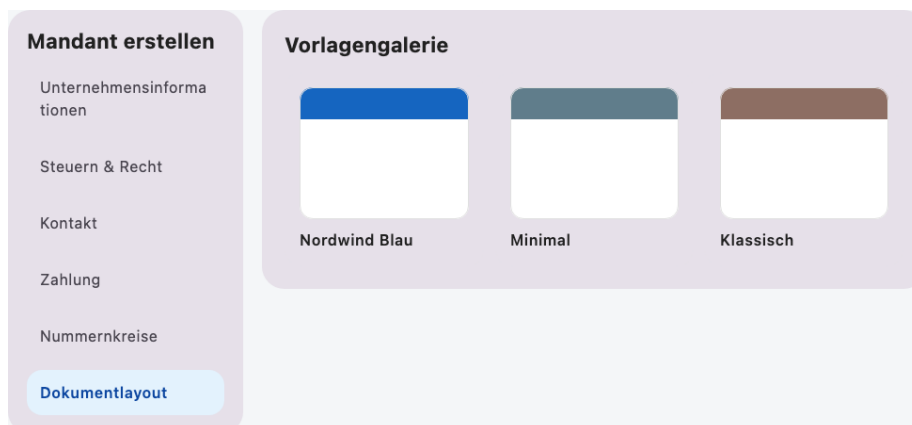 Mandant erstellen
Unternehmensinforma
tionen
Steuern & Recht
Kontakt
Zahlung
Nummernkreise
Dokumentlayout
Vorlagengalerie
Nordwind Blau
Minimal
Klassisch